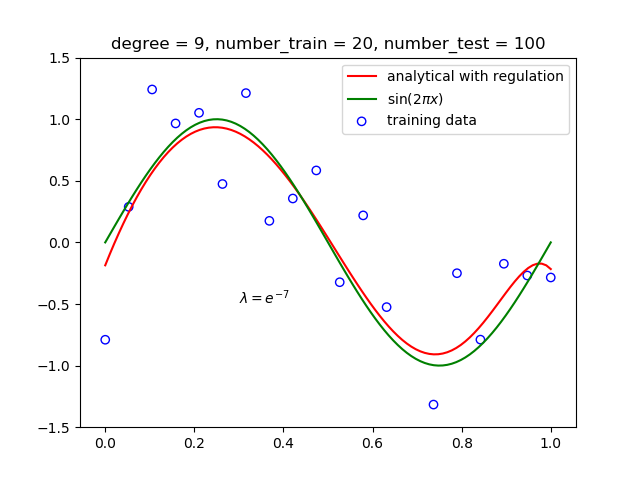 degree = 9, number_train = 20, number_test = 100
analytical with regulation
sin(2πx)
training data
1.5
1.0
0.5
0.0
−0.5
−1.0
−1.5
λ = e⁻⁷
0.0 0.2 0.4 0.6 0.8 1.0